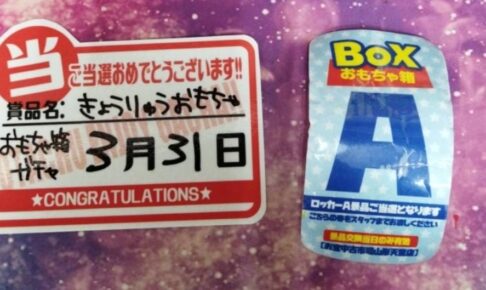 当
ご当選おめでとうございます!!
賞品名: きょうりゅうおもちゃ
おもちゃ箱
ガチャ
3月31日
★CONGRATULATIONS★
BOX
おもちゃ箱
A
ロッカーA景品ご当選となります
こちらの券をスタッフまでお渡しください
景品交換当日のみ有効